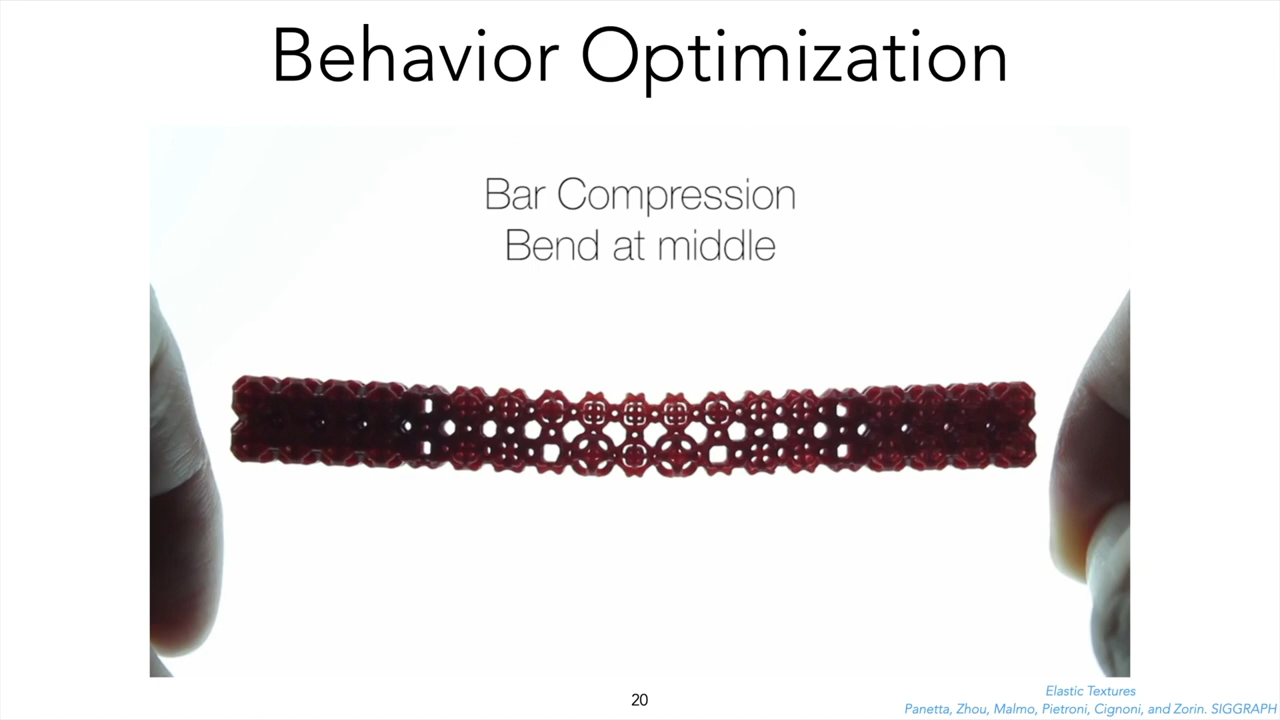 Behavior Optimization
Bar Compression
Bend at middle
20
Elastic Textures
Panetta, Zhou, Malmo, Pietroni, Cignoni, and Zorin. SIGGRAPH